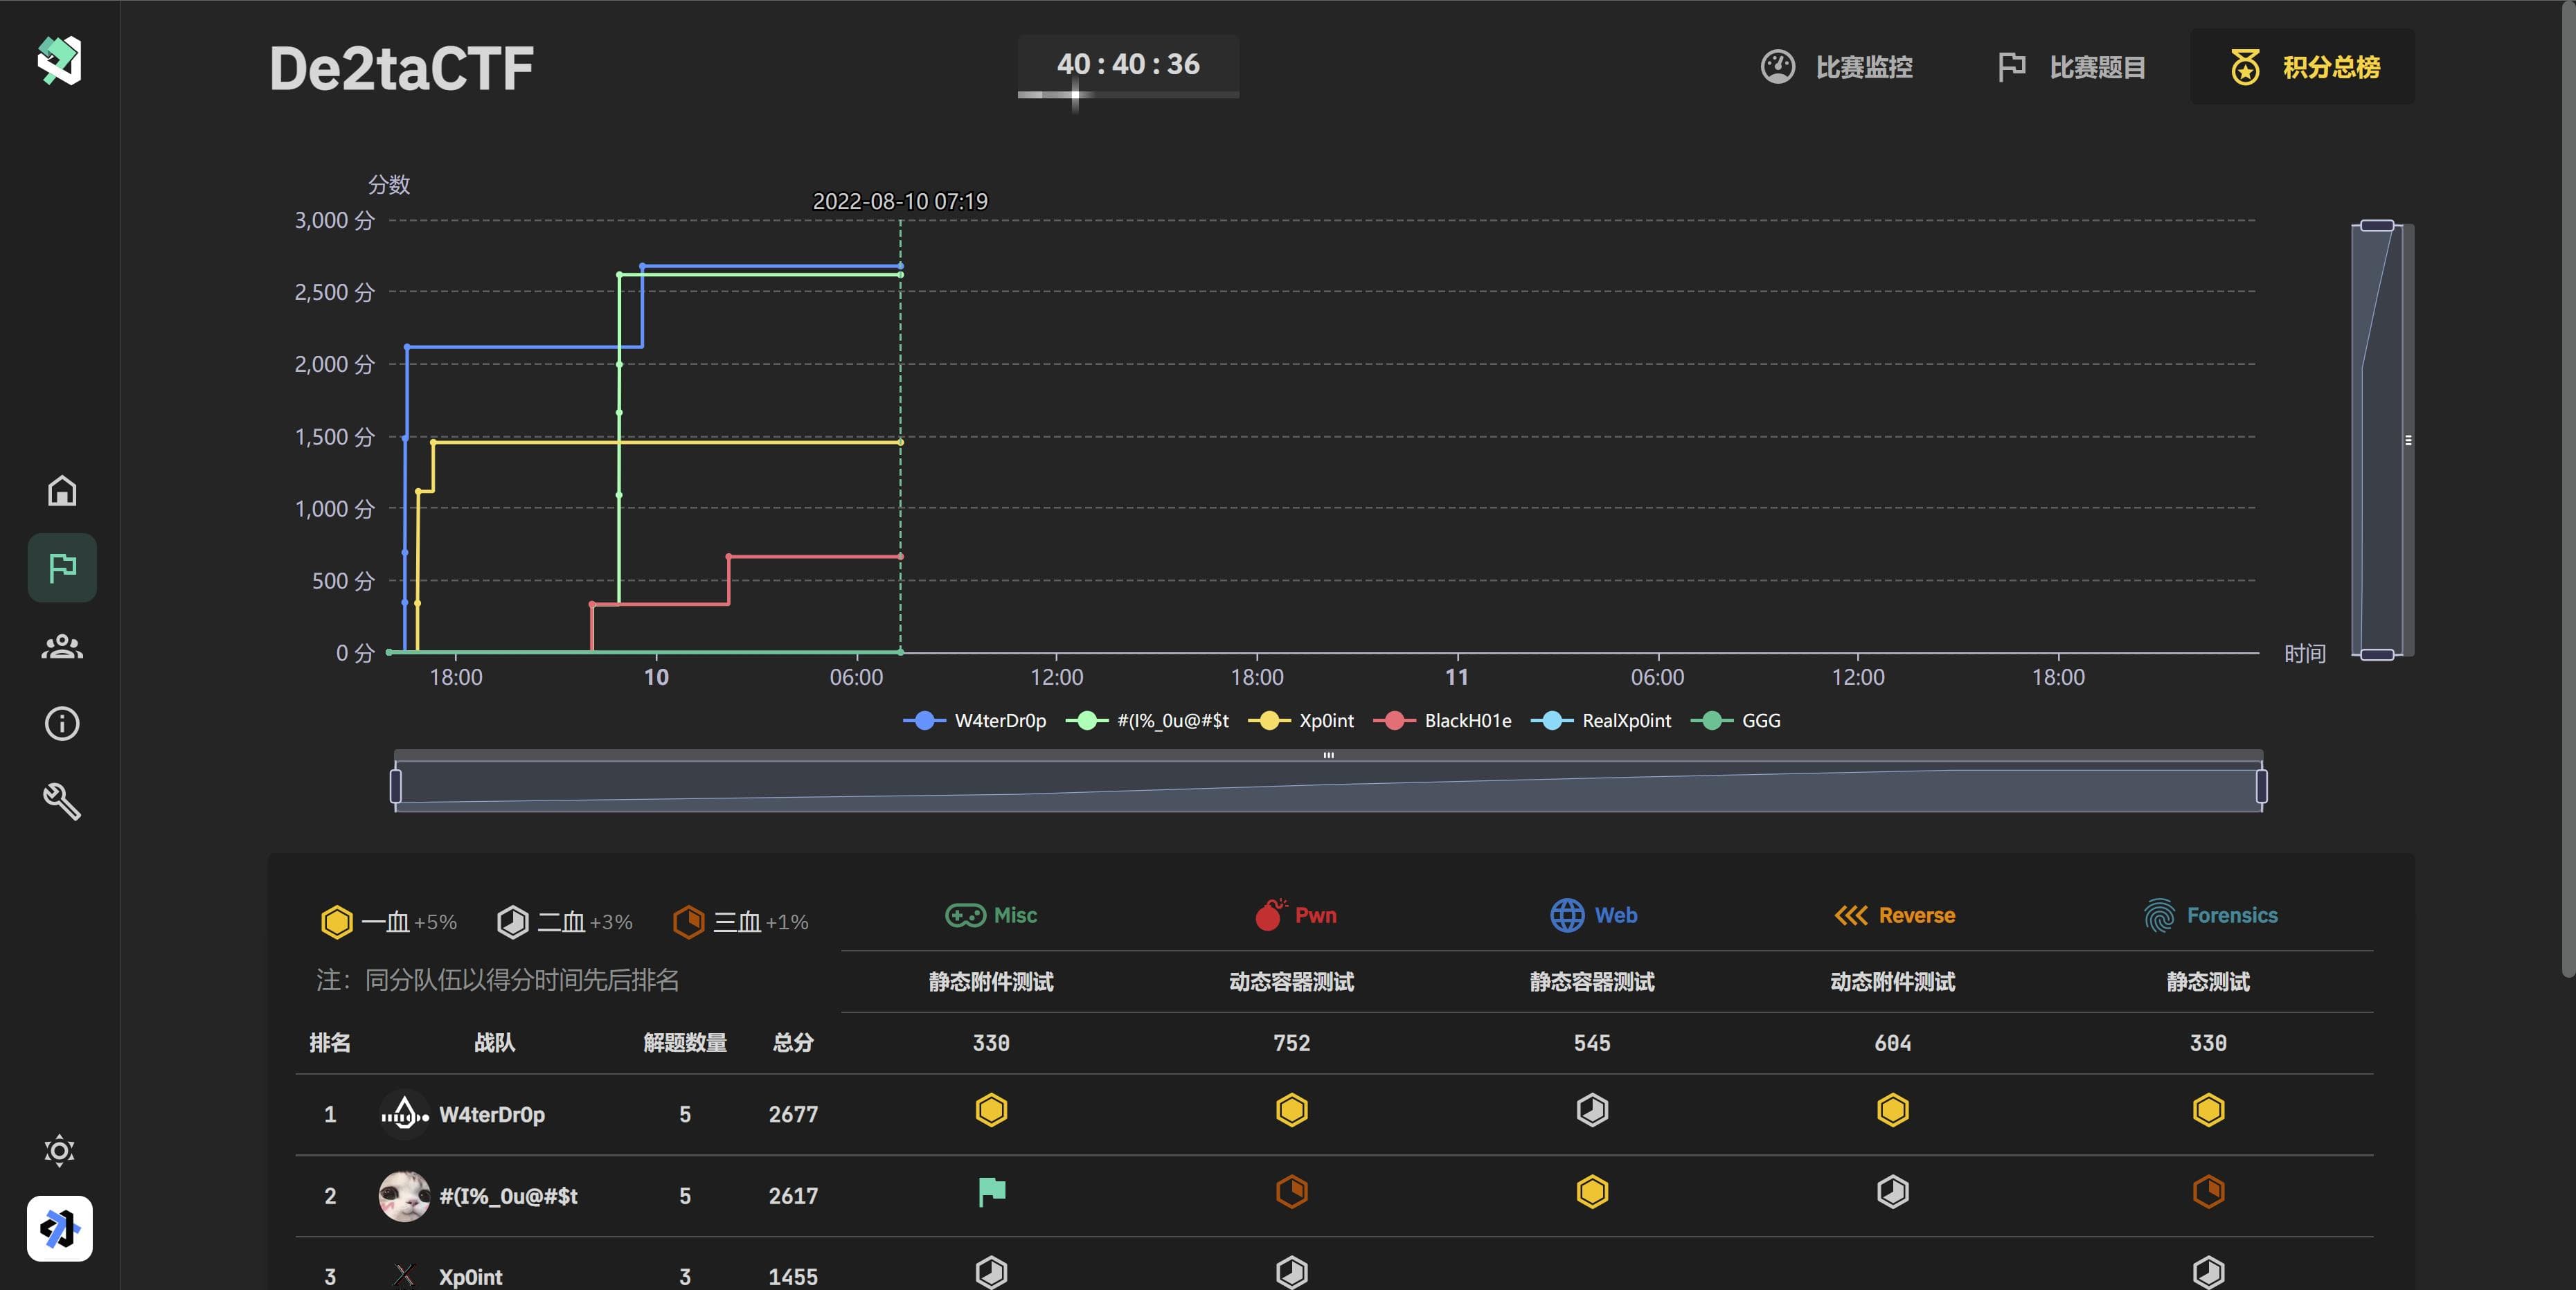 De2taCTF
40 : 40 : 36
比赛监控
比赛题目
积分总榜
分数
2022-08-10 07:19
3,000 分
2,500 分
2,000 分
1,500 分
1,000 分
500 分
0 分
18:00 10 06:00 12:00 18:00 11 06:00 12:00 18:00
时间
W4terDr0p #(I%_0u@#$t Xp0int BlackH01e RealXp0int GGG
一血 +5% 二血 +3% 三血 +1%
Misc Pwn Web Reverse Forensics
注：同分队伍以得分时间先后排名
静态附件测试 动态容器测试 静态容器测试 动态附件测试 静态测试
排名 战队 解题数量 总分 330 752 545 604 330
1 W4terDr0p 5 2677
2 #(I%_0u@#$t 5 2617
3 Xp0int 3 1455